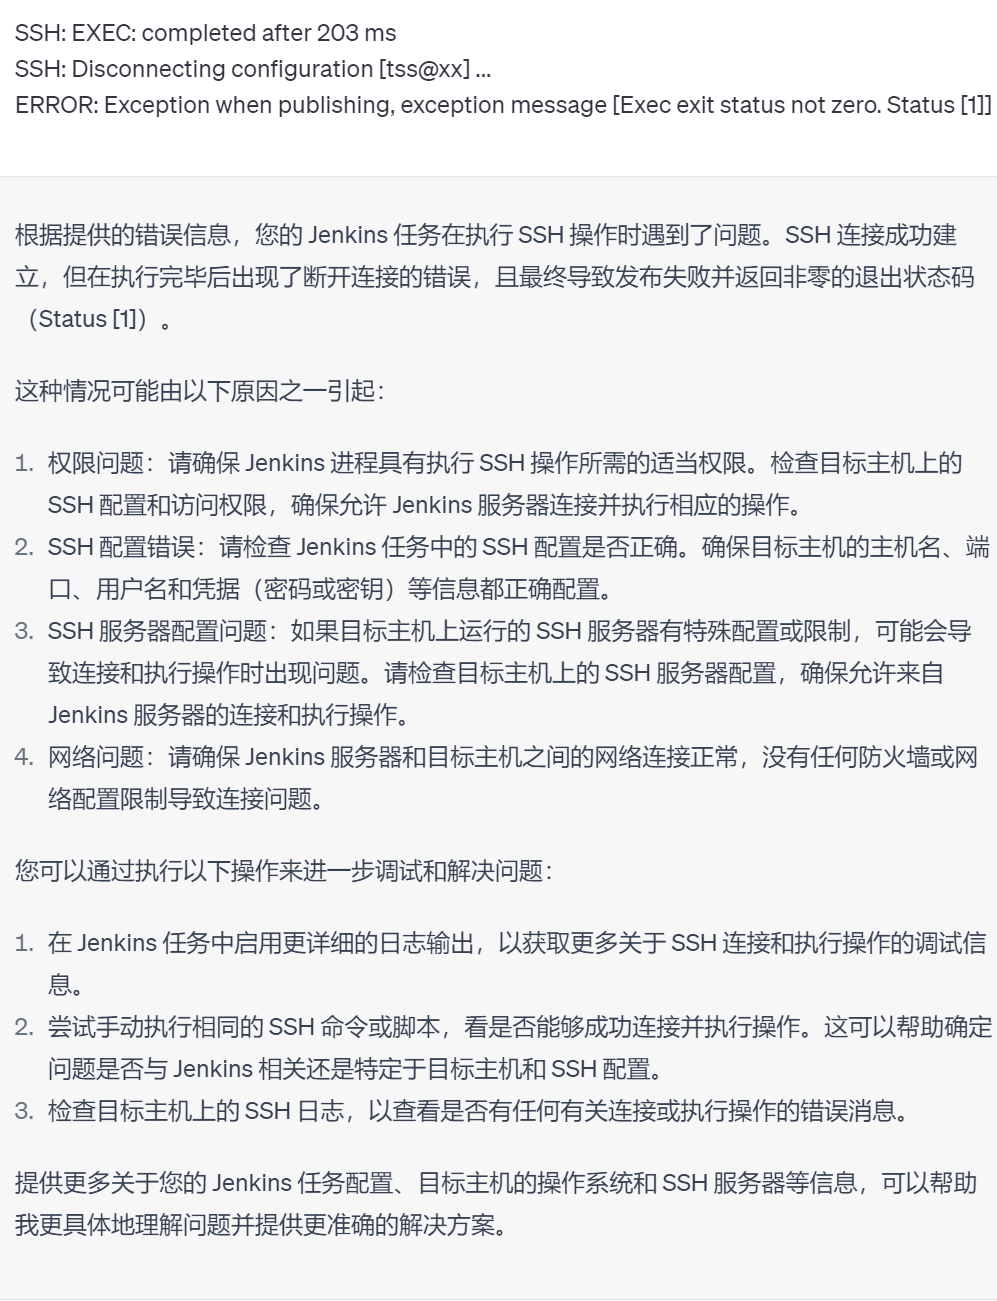 SSH: EXEC: completed after 203 ms
SSH: Disconnecting configuration [tss@xx] ...
ERROR: Exception when publishing, exception message [Exec exit status not zero. Status [1]]
根据提供的错误信息，您的 Jenkins 任务在执行 SSH 操作时遇到了问题。SSH 连接成功建
立，但在执行完毕后出现了断开连接的错误，且最终导致发布失败并返回非零的退出状态码
（Status [1]）。
这种情况可能由以下原因之一引起：
1. 权限问题：请确保 Jenkins 进程具有执行 SSH 操作所需的适当权限。检查目标主机上的
SSH 配置和访问权限，确保允许 Jenkins 服务器连接并执行相应的操作。
2. SSH 配置错误：请检查 Jenkins 任务中的 SSH 配置是否正确。确保目标主机的主机名、端
口、用户名和凭据（密码或密钥）等信息都正确配置。
3. SSH 服务器配置问题：如果目标主机上运行的 SSH 服务器有特殊配置或限制，可能会导
致连接和执行操作时出现问题。请检查目标主机上的 SSH 服务器配置，确保允许来自
Jenkins 服务器的连接和执行操作。
4. 网络问题：请确保 Jenkins 服务器和目标主机之间的网络连接正常，没有任何防火墙或网
络配置限制导致连接问题。
您可以通过执行以下操作来进一步调试和解决问题：
1. 在 Jenkins 任务中启用更详细的日志输出，以获取更多关于 SSH 连接和执行操作的调试信
息。
2. 尝试手动执行相同的 SSH 命令或脚本，看是否能够成功连接并执行操作。这可以帮助确定
问题是否与 Jenkins 相关还是特定于目标主机和 SSH 配置。
3. 检查目标主机上的 SSH 日志，以查看是否有任何有关连接或执行操作的错误消息。
提供更多关于您的 Jenkins 任务配置、目标主机的操作系统和 SSH 服务器等信息，可以帮助
我更具体地理解问题并提供更准确的解决方案。